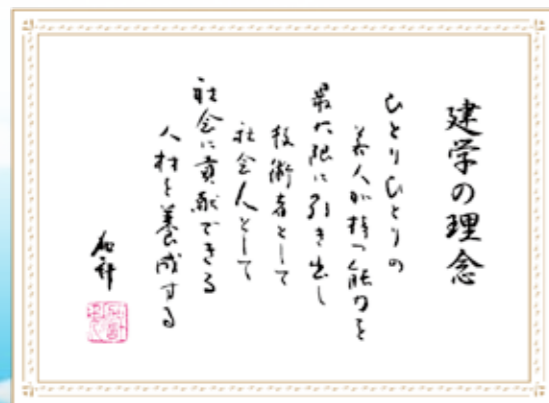 建学の理念
ひとりひとりの
若人が持つ能力を
最大限に引き出し
技術者として
社会人として
社会に貢献できる
人材を養成する